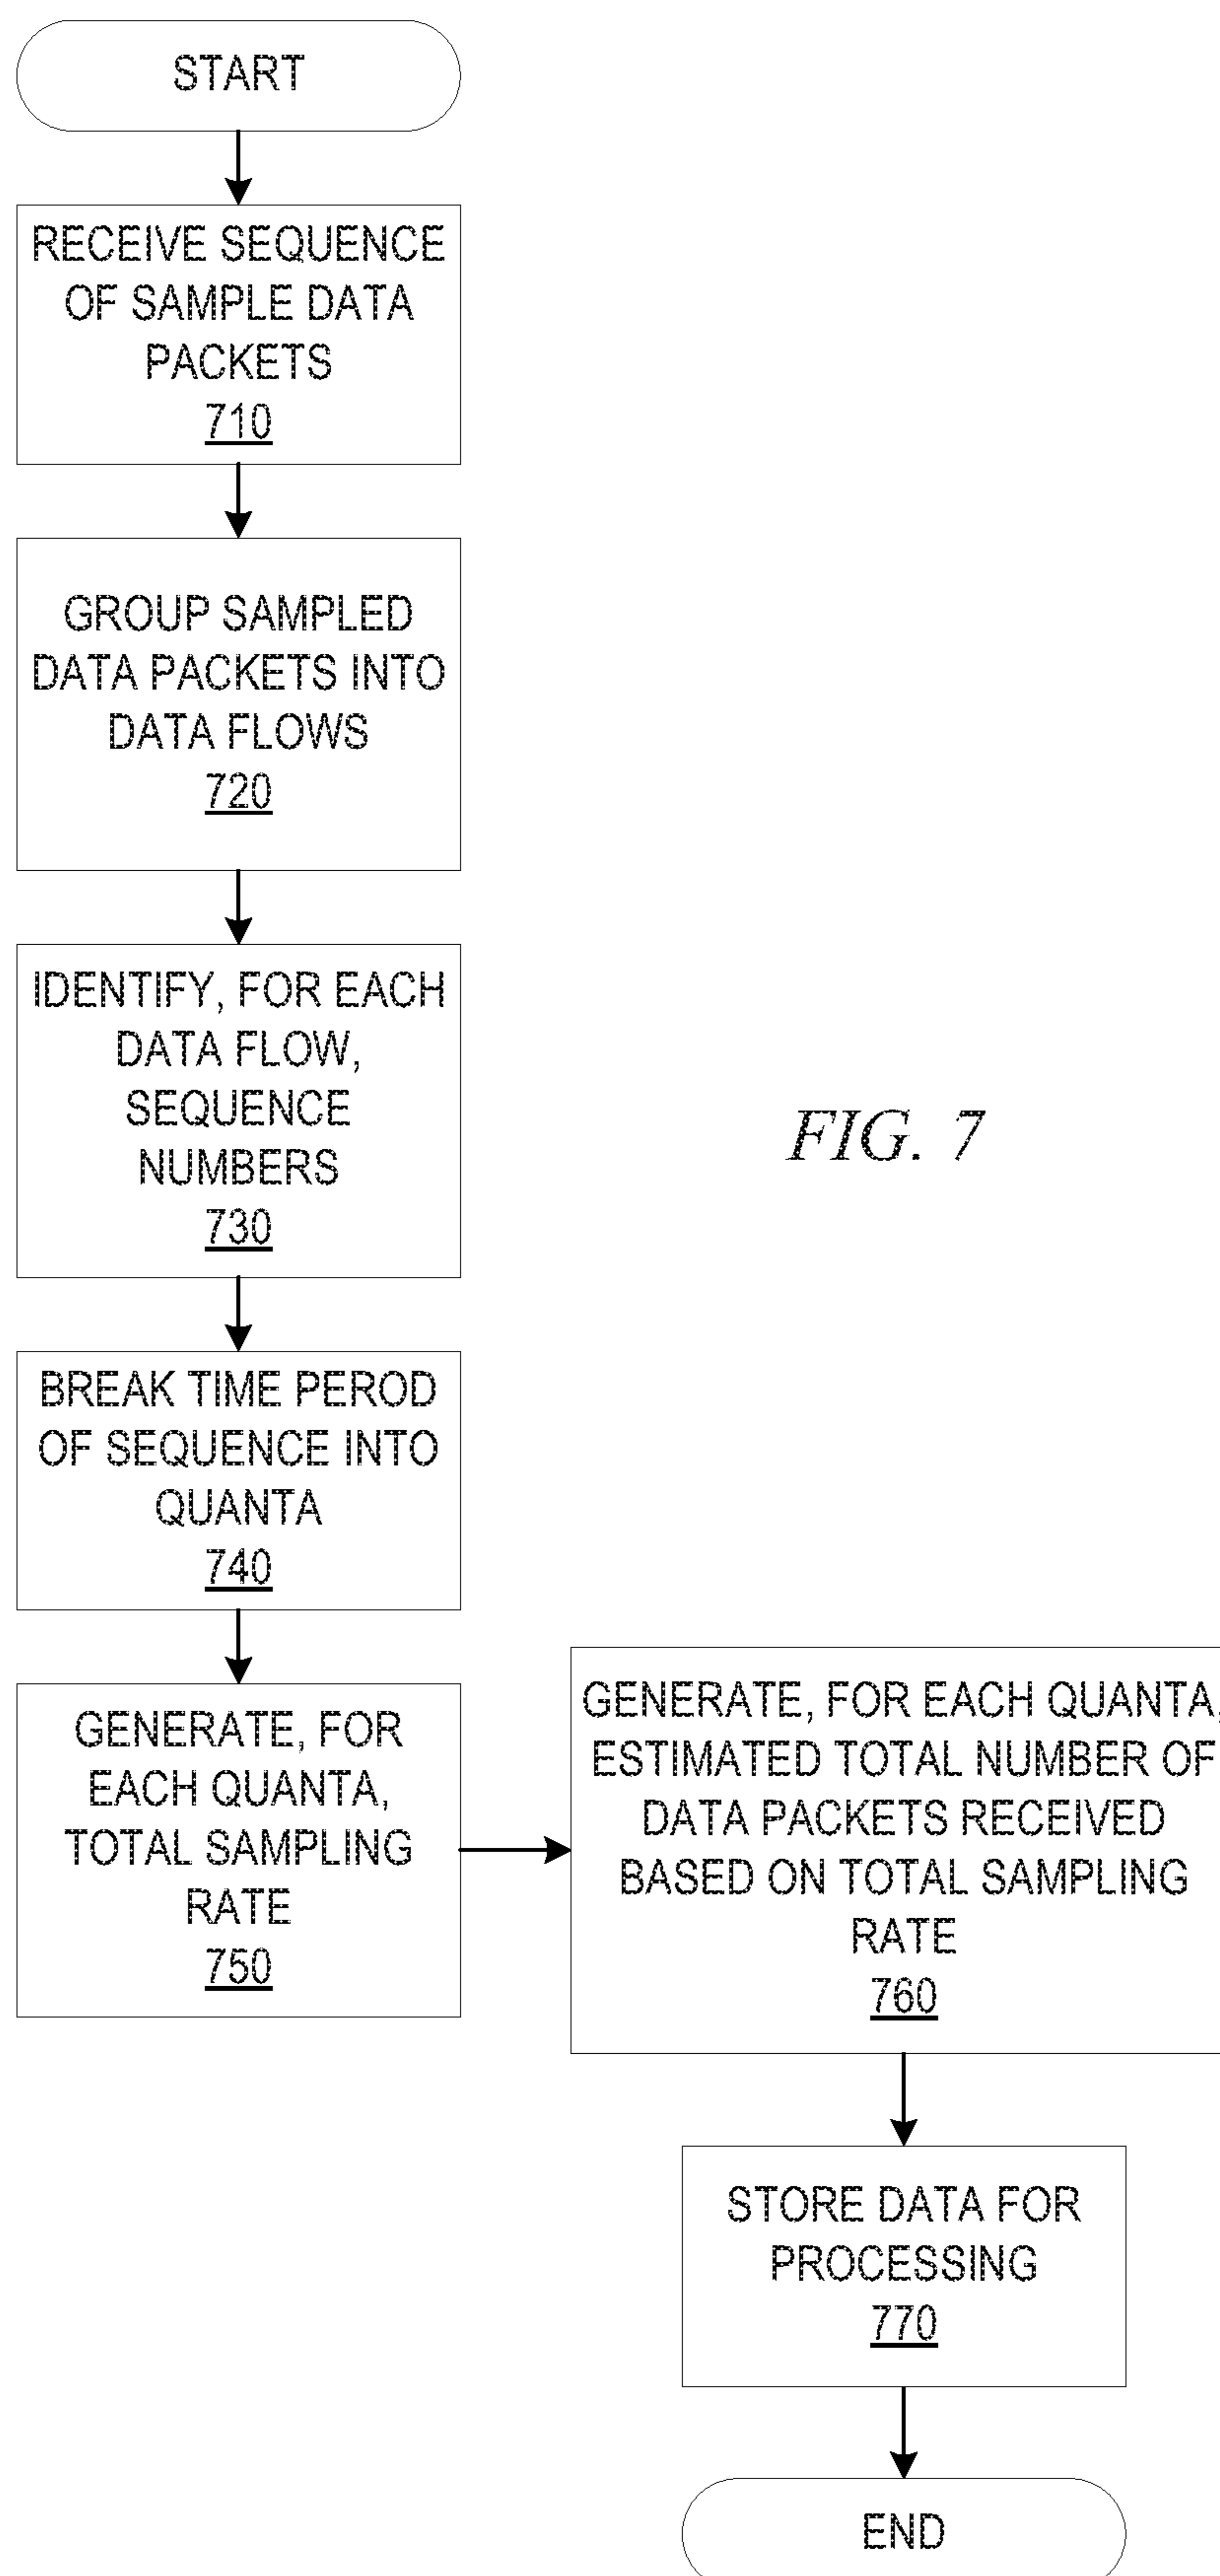 START
RECEIVE SEQUENCE
OF SAMPLE DATA
PACKETS
710
GROUP SAMPLED
DATA PACKETS INTO
DATA FLOWS
720
IDENTIFY, FOR EACH
DATA FLOW,
SEQUENCE
NUMBERS
730
FIG. 7
BREAK TIME PEROD
OF SEQUENCE INTO
QUANTA
740
GENERATE, FOR
EACH QUANTA,
TOTAL SAMPLING
RATE
750
GENERATE, FOR EACH QUANTA,
ESTIMATED TOTAL NUMBER OF
DATA PACKETS RECEIVED
BASED ON TOTAL SAMPLING
RATE
760
STORE DATA FOR
PROCESSING
770
END